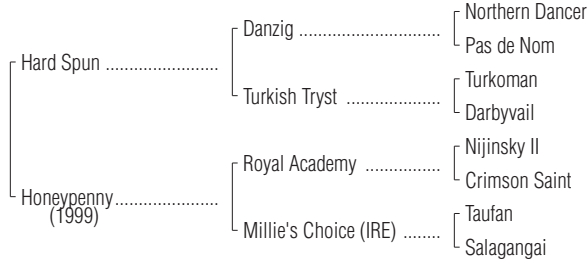 Northern Dancer
Danzig ..............................
Pas de Nom
Hard Spun ........................
Turkoman
Turkish Tryst ....................
Darbyvail
Nijinsky II
Royal Academy ................
Crimson Saint
Honeypenny......................
(1999)
Taufan
Millie's Choice (IRE) ........
Salagangai